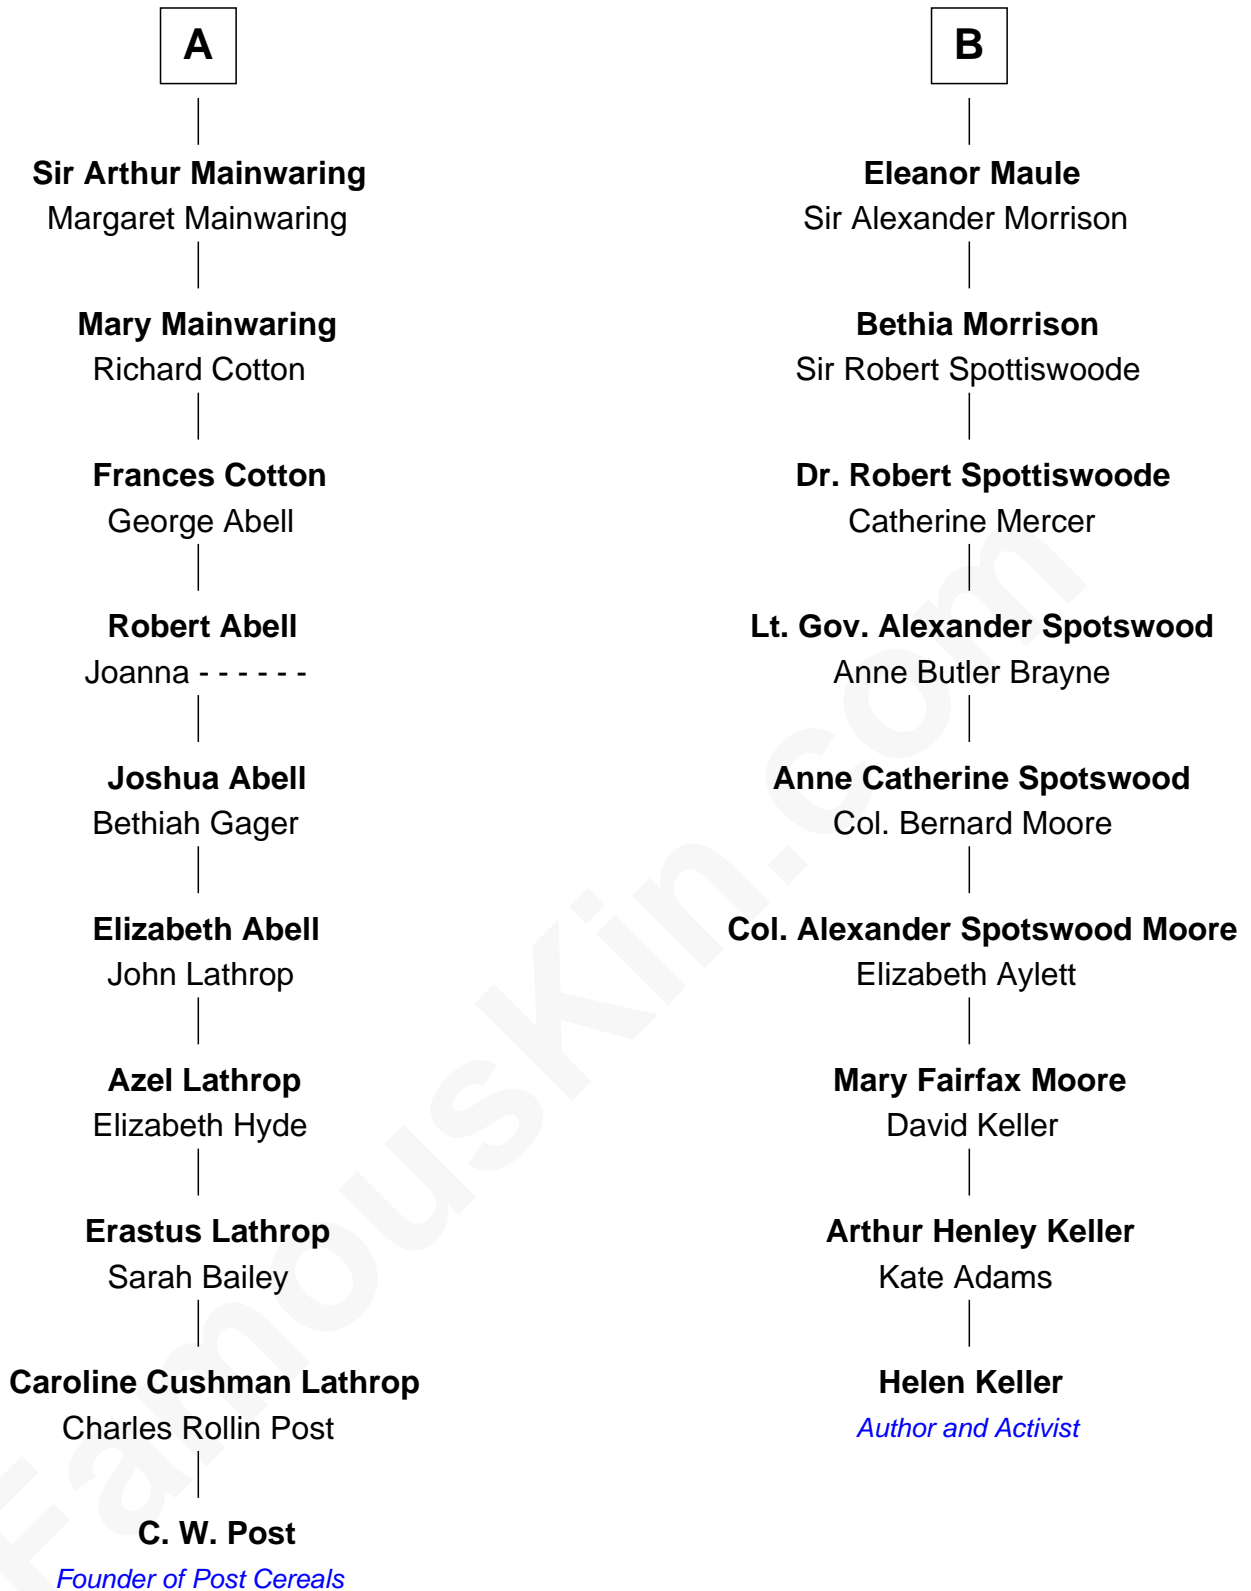 A
Sir Arthur Mainwaring
Margaret Mainwaring
Mary Mainwaring
Richard Cotton
Frances Cotton
George Abell
Robert Abell
Joanna - - - - - -
Joshua Abell
Bethiah Gager
Elizabeth Abell
John Lathrop
Azel Lathrop
Elizabeth Hyde
Erastus Lathrop
Sarah Bailey
Caroline Cushman Lathrop
Charles Rollin Post
C. W. Post
Founder of Post Cereals
B
Eleanor Maule
Sir Alexander Morrison
Bethia Morrison
Sir Robert Spottiswoode
Dr. Robert Spottiswoode
Catherine Mercer
Lt. Gov. Alexander Spotswood
Anne Butler Brayne
Anne Catherine Spotswood
Col. Bernard Moore
Col. Alexander Spotswood Moore
Elizabeth Aylett
Mary Fairfax Moore
David Keller
Arthur Henley Keller
Kate Adams
Helen Keller
Author and Activist
FamousKin.com